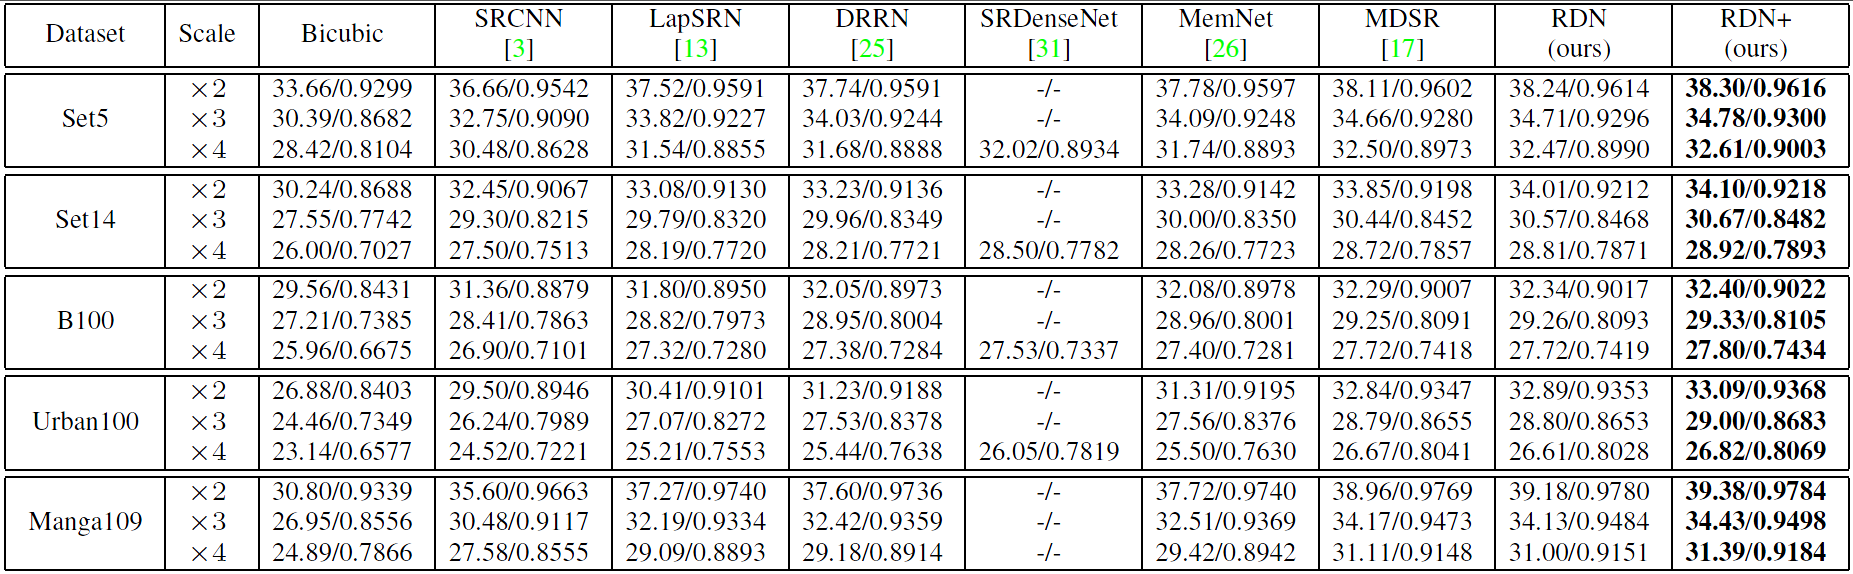 Dataset Scale Bicubic SRCNN [3] LapSRN [13] DRRN [25] SRDenseNet [31] MemNet [26] MDSR [17] RDN (ours) RDN+ (ours)
Set5 ×2 33.66/0.9299 36.66/0.9542 37.52/0.9591 37.74/0.9591 -/- 37.78/0.9597 38.11/0.9602 38.24/0.9614 38.30/0.9616
×3 30.39/0.8682 32.75/0.9090 33.82/0.9227 34.03/0.9244 -/- 34.09/0.9248 34.66/0.9280 34.71/0.9296 34.78/0.9300
×4 28.42/0.8104 30.48/0.8628 31.54/0.8855 31.68/0.8888 32.02/0.8934 31.74/0.8893 32.50/0.8973 32.47/0.8990 32.61/0.9003
Set14 ×2 30.24/0.8688 32.45/0.9067 33.08/0.9130 33.23/0.9136 -/- 33.28/0.9142 33.85/0.9198 34.01/0.9212 34.10/0.9218
×3 27.55/0.7742 29.30/0.8215 29.79/0.8320 29.96/0.8349 -/- 30.00/0.8350 30.44/0.8452 30.57/0.8468 30.67/0.8482
×4 26.00/0.7027 27.50/0.7513 28.19/0.7720 28.21/0.7721 28.50/0.7782 28.26/0.7723 28.72/0.7857 28.81/0.7871 28.92/0.7893
B100 ×2 29.56/0.8431 31.36/0.8879 31.80/0.8950 32.05/0.8973 -/- 32.08/0.8978 32.29/0.9007 32.34/0.9017 32.40/0.9022
×3 27.21/0.7385 28.41/0.7863 28.82/0.7973 28.95/0.8004 -/- 28.96/0.8001 29.25/0.8091 29.26/0.8093 29.33/0.8105
×4 25.96/0.6675 26.90/0.7101 27.32/0.7280 27.38/0.7284 27.53/0.7337 27.40/0.7281 27.72/0.7418 27.72/0.7419 27.80/0.7434
Urban100 ×2 26.88/0.8403 29.50/0.8946 30.41/0.9101 31.23/0.9188 -/- 31.31/0.9195 32.84/0.9347 32.89/0.9353 33.09/0.9368
×3 24.46/0.7349 26.24/0.7989 27.07/0.8272 27.53/0.8378 -/- 27.56/0.8376 28.79/0.8655 28.80/0.8653 29.00/0.8683
×4 23.14/0.6577 24.52/0.7221 25.21/0.7553 25.44/0.7638 26.05/0.7819 25.50/0.7630 26.67/0.8041 26.61/0.8028 26.82/0.8069
Manga109 ×2 30.80/0.9339 35.60/0.9663 37.27/0.9740 37.60/0.9736 -/- 37.72/0.9740 38.96/0.9769 39.18/0.9780 39.38/0.9784
×3 26.95/0.8556 30.48/0.9117 32.19/0.9334 32.42/0.9359 -/- 32.51/0.9369 34.17/0.9473 34.13/0.9484 34.43/0.9498
×4 24.89/0.7866 27.58/0.8555 29.09/0.8893 29.18/0.8914 -/- 29.42/0.8942 31.11/0.9148 31.00/0.9151 31.39/0.9184